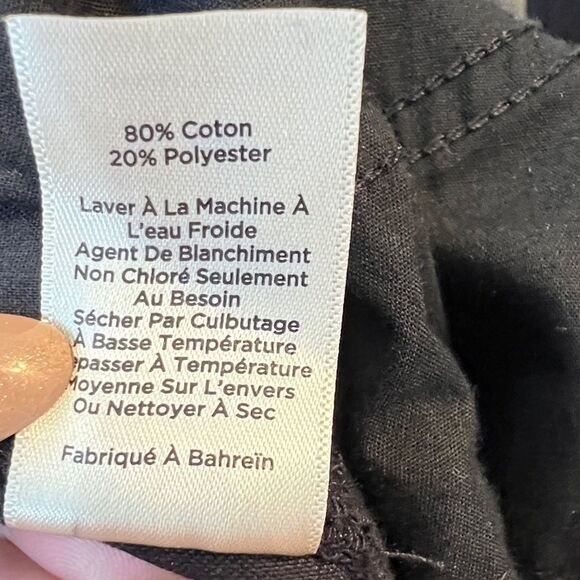 80% Coton
20% Polyester
Laver À La Machine À
L'eau Froide
Agent De Blanchiment
Non Chloré Seulement
Au Besoin
Sécher Par Culbutage
À Basse Température
epasser À Température
Moyenne Sur L'envers
Ou Nettoyer À Sec
Fabriqué À Bahreïn